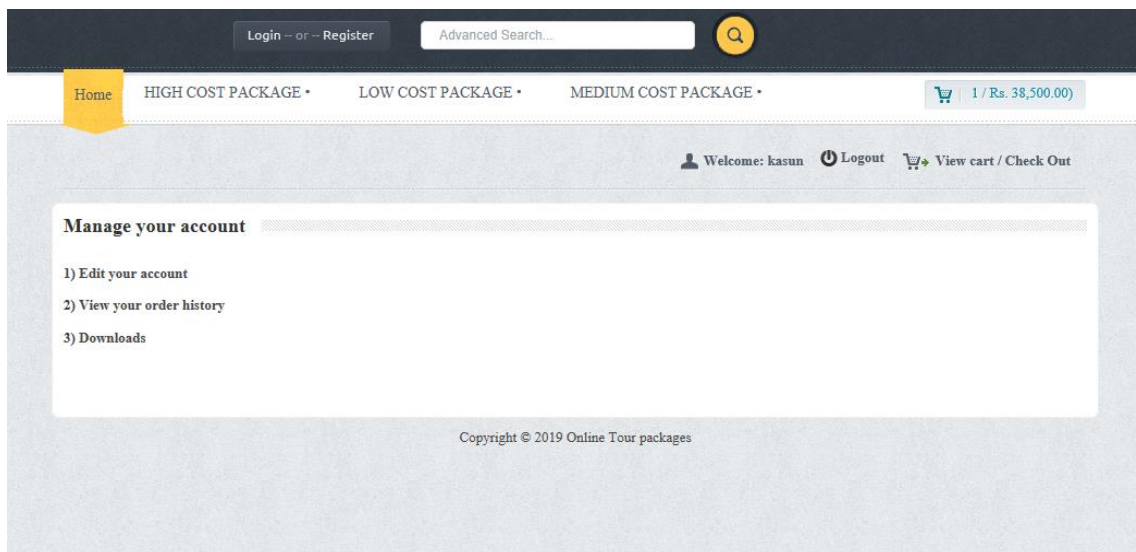 Login -- or -- Register
Advanced Search...
Home
HIGH COST PACKAGE •
LOW COST PACKAGE •
MEDIUM COST PACKAGE •
1 / Rs. 38,500.00)
Welcome: kasun
Logout
View cart / Check Out
Manage your account
1) Edit your account
2) View your order history
3) Downloads
Copyright © 2019 Online Tour packages